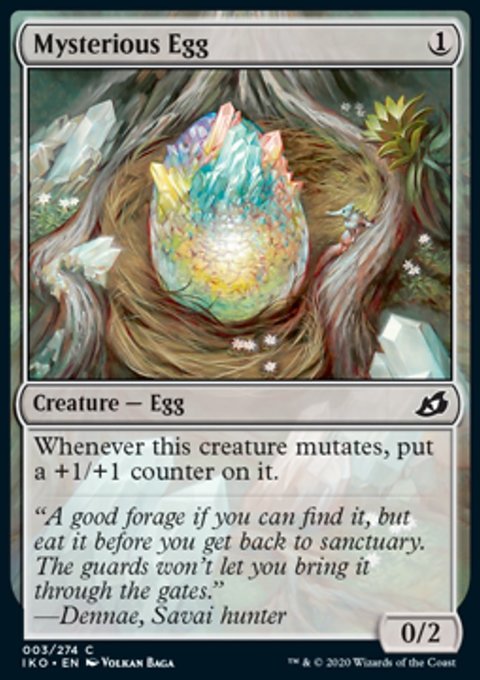 Mysterious Egg 1
Creature — Egg
Whenever this creature mutates, put
a +1/+1 counter on it.
“A good forage if you can find it, but
eat it before you get back to sanctuary.
The guards won’t let you bring it
through the gates.”
—Dennae, Savai hunter
0/2
003/274 C
IKO • EN Volkan Baga
™ & © 2020 Wizards of the Coast